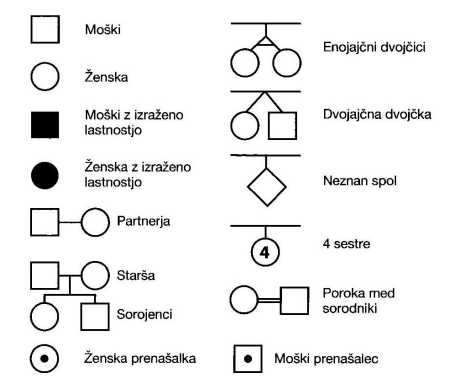 Moški
Ženska
Moški z izraženo
lastnostjo
Ženska z izraženo
lastnostjo
Partnerja
Starša
Sorojenci
Ženska prenašalka
Enojajčni dvojčici
Dvojajčna dvojčka
Neznan spol
4
4 sestre
Poroka med
sorodniki
Moški prenašalec